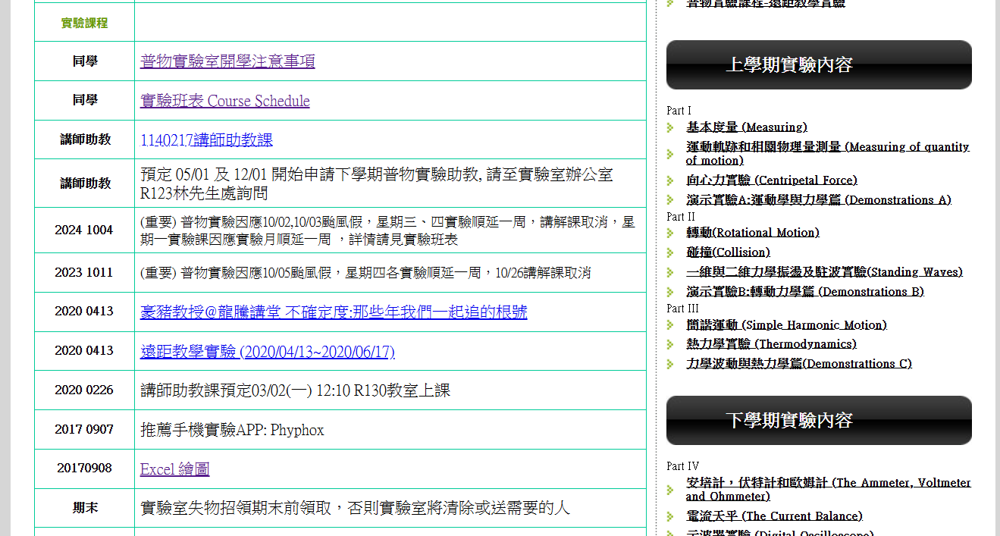 實驗課程
同學
普物實驗室開學注意事項
同學
實驗班表 Course Schedule
講師助教
1140217講師助教課
講師助教
預定 05/01 及 12/01 開始申請下學期普物實驗助教, 請至實驗室辦公室
R123林先生處詢問
2024 1004
(重要) 普物實驗因應10/02,10/03颱風假，星期三、四實驗順延一周，講解課取消，星
期一實驗課因應實驗月順延一周 ，詳情請見實驗班表
2023 1011
(重要) 普物實驗因應10/05颱風假，星期四各實驗順延一周，10/26講解課取消
2020 0413
豪豬教授@龍騰講堂 不確定度:那些年我們一起追的根號
2020 0413
遠距教學實驗 (2020/04/13~2020/06/17)
2020 0226
講師助教課預定03/02(一) 12:10 R130教室上課
2017 0907
推薦手機實驗APP: Phyphox
20170908
Excel 繪圖
期末
實驗室失物招領期末前領取，否則實驗室將清除或送需要的人
普物實驗課程-遠距教學實驗
上學期實驗內容
Part I
基本度量 (Measuring)
運動軌跡和相關物理量測量 (Measuring of quantity
of motion)
向心力實驗 (Centripetal Force)
演示實驗A:運動學與力學篇 (Demonstrations A)
Part II
轉動(Rotational Motion)
碰撞(Collision)
一維與二維力學振盪及駐波實驗(Standing Waves)
演示實驗B:轉動力學篇 (Demonstrations B)
Part III
簡諧運動 (Simple Harmonic Motion)
熱力學實驗 (Thermodynamics)
力學波動與熱力學篇(Demonstrattions C)
下學期實驗內容
Part IV
安培計，伏特計和歐姆計 (The Ammeter, Voltmeter
and Ohmmeter)
電流天平 (The Current Balance)
示波器實驗 (Digital Oscilloscope)